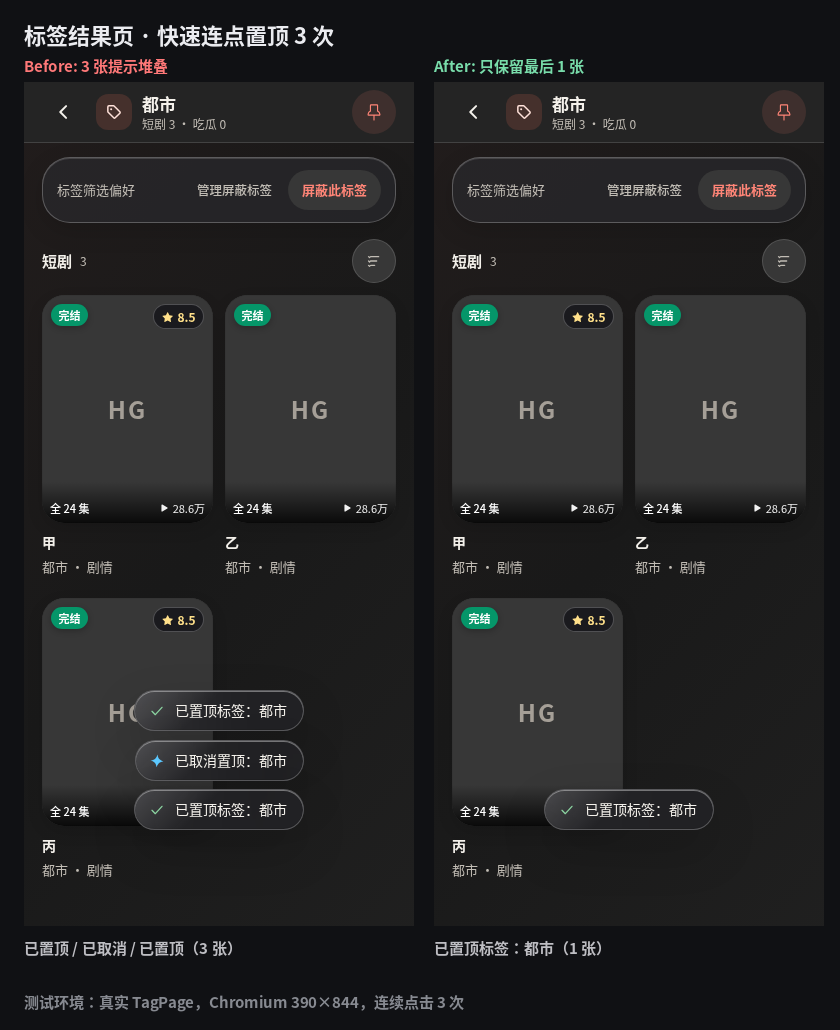 标签结果页 · 快速连点置顶 3 次
Before: 3 张提示堆叠
都市
短剧 3 · 吃瓜 0
标签筛选偏好 管理屏蔽标签 屏蔽此标签
短剧 3
完结 8.5 完结
HG HG
全 24 集 28.6万 全 24 集 28.6万
甲 乙
都市 · 剧情 都市 · 剧情
完结 8.5
HG
已置顶标签：都市
已取消置顶：都市
全 24 集 已置顶标签：都市
丙
都市 · 剧情
已置顶 / 已取消 / 已置顶（3 张）
After: 只保留最后 1 张
都市
短剧 3 · 吃瓜 0
标签筛选偏好 管理屏蔽标签 屏蔽此标签
短剧 3
完结 8.5 完结
HG HG
全 24 集 28.6万 全 24 集 28.6万
甲 乙
都市 · 剧情 都市 · 剧情
完结 8.5
HG
全 24 集 已置顶标签：都市
丙
都市 · 剧情
已置顶标签：都市（1 张）
测试环境：真实 TagPage，Chromium 390×844，连续点击 3 次